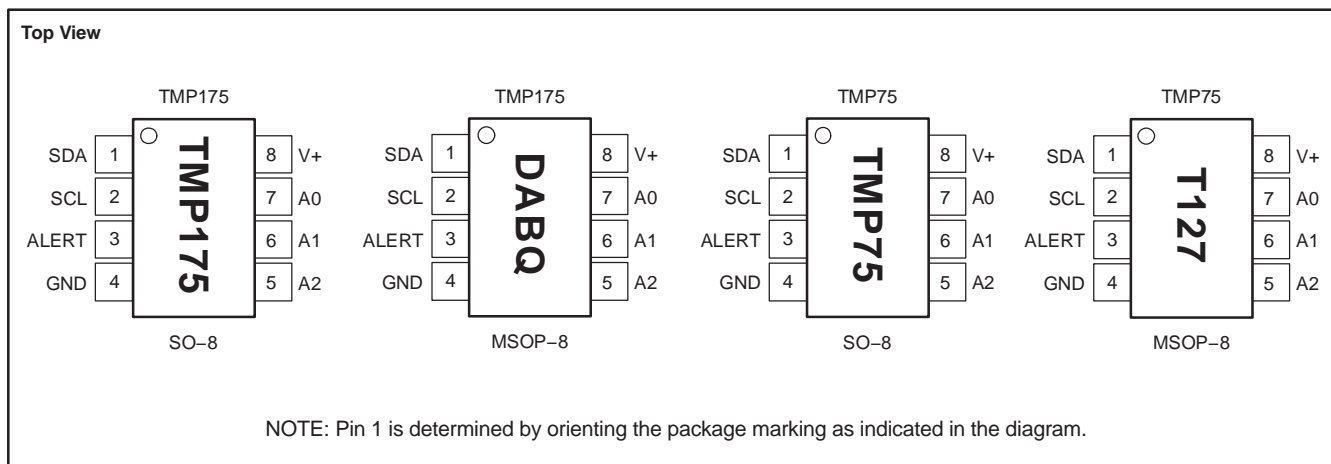 Top View
TMP175
SDA 1 8 V+
SCL 2 7 A0
ALERT 3 6 A1
GND 4 5 A2
TMP175
SO−8
TMP175
SDA 1 8 V+
SCL 2 7 A0
ALERT 3 6 A1
GND 4 5 A2
DABQ
MSOP−8
TMP75
SDA 1 8 V+
SCL 2 7 A0
ALERT 3 6 A1
GND 4 5 A2
TMP75
SO−8
TMP75
SDA 1 8 V+
SCL 2 7 A0
ALERT 3 6 A1
GND 4 5 A2
T127
MSOP−8
NOTE: Pin 1 is determined by orienting the package marking as indicated in the diagram.